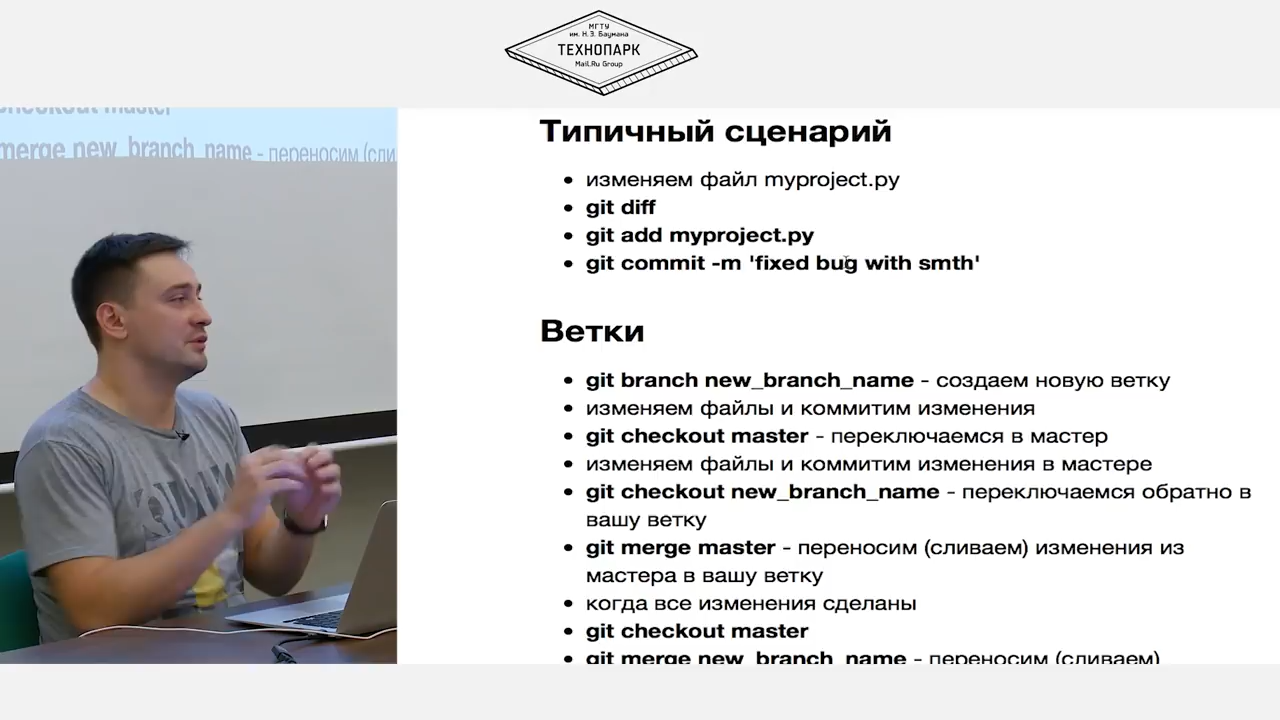 МГТУ
им. Н.Э. Баумана
ТЕХНОПАРК
Mail.Ru Group
checkout master
merge new_branch_name - переносим (сли
Типичный сценарий
изменяем файл myproject.py
git diff
git add myproject.py
git commit -m 'fixed bug with smth'
Ветки
git branch new_branch_name - создаем новую ветку
изменяем файлы и коммитим изменения
git checkout master - переключаемся в мастер
изменяем файлы и коммитим изменения в мастере
git checkout new_branch_name - переключаемся обратно в
вашу ветку
git merge master - переносим (сливаем) изменения из
мастера в вашу ветку
когда все изменения сделаны
git checkout master
git merge new_branch_name - переносим (сливаем)